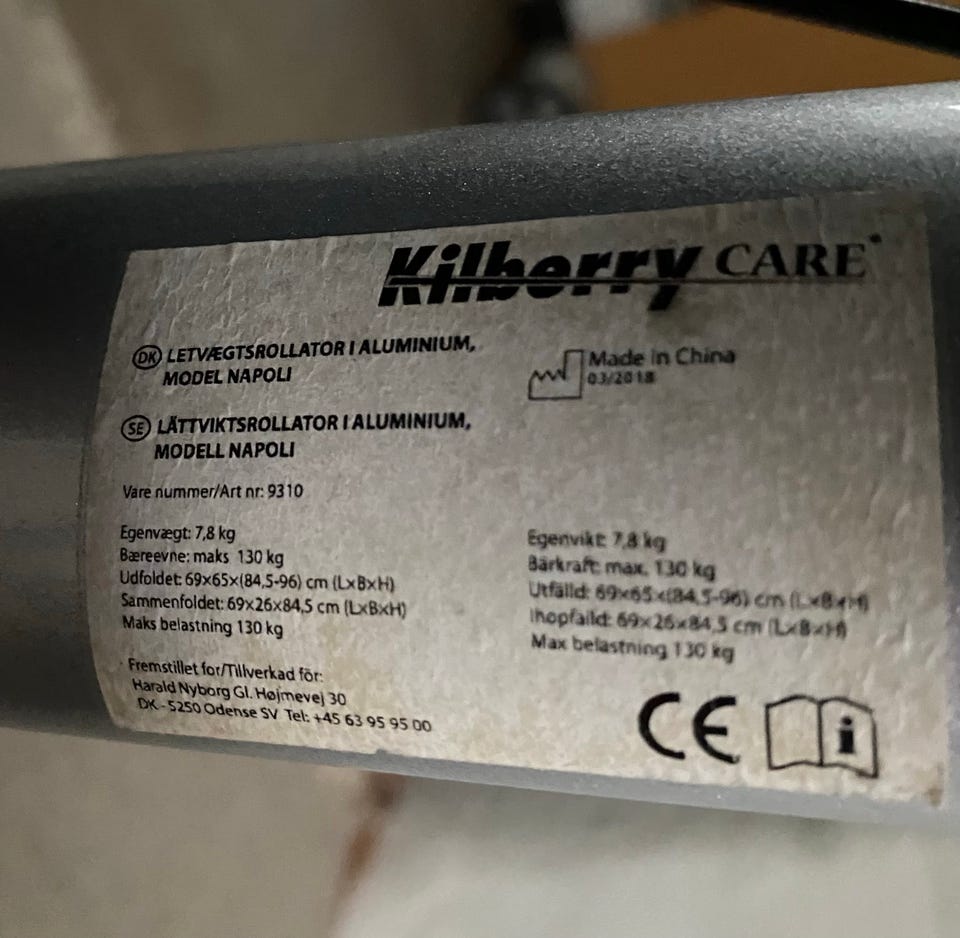 Kilberry CARE
DK LETVÆGTSROLLATOR I ALUMINIUM,
MODEL NAPOLI
SE LÄTTVIKTSROLLATOR I ALUMINIUM,
MODELL NAPOLI
Vare nummer/Art nr: 9310
Made in China
03/2018
Egenvægt: 7,8 kg
Bæreevne: maks 130 kg
Udfoldet: 69×65×(84,5-96) cm (L×B×H)
Sammenfoldet: 69×26×84,5 cm (L×B×H)
Maks belastning 130 kg
Egenvikt: 7,8 kg
Bärkraft: max. 130 kg
Utfälld: 69×65×(84,5-96) cm (L×B×H)
Ihopfälld: 69×26×84,5 cm (L×B×H)
Max belastning 130 kg
Fremstillet for/Tillverkad för:
Harald Nyborg Gl. Højmevej 30
DK - 5250 Odense SV Tel: +45 63 95 95 00
CE i